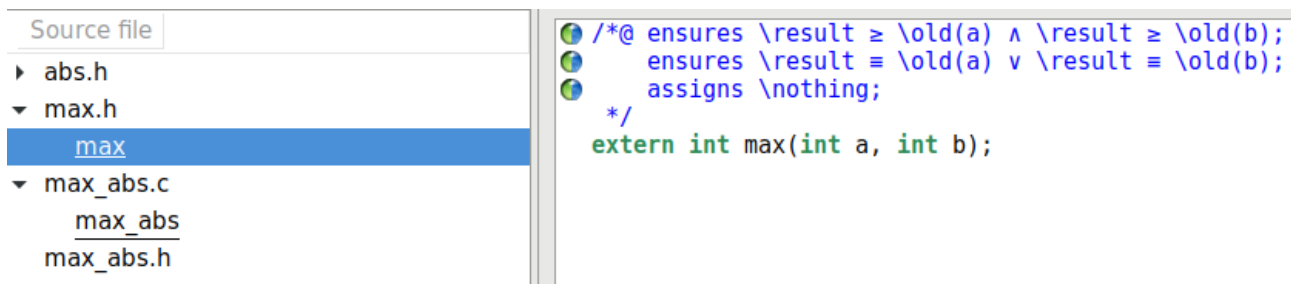 Source file
abs.h
max.h
max
max_abs.c
max_abs
max_abs.h
/*@ ensures \result ≥ \old(a) ∧ \result ≥ \old(b);
ensures \result ≡ \old(a) ∨ \result ≡ \old(b);
assigns \nothing;
*/
extern int max(int a, int b);